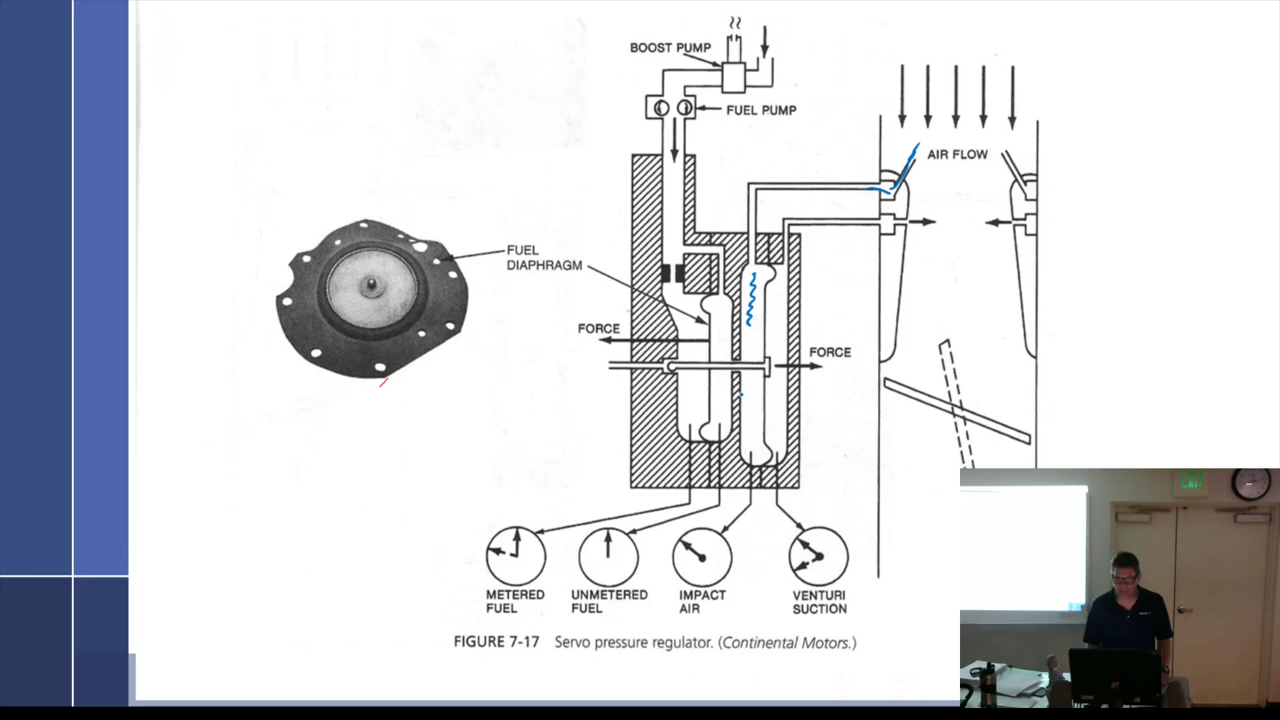 BOOST PUMP
FUEL PUMP
AIR FLOW
FUEL
DIAPHRAGM
FORCE
FORCE
METERED
FUEL
UNMETERED
FUEL
IMPACT
AIR
VENTURI
SUCTION
FIGURE 7-17 Servo pressure regulator. (Continental Motors.)
EXIT